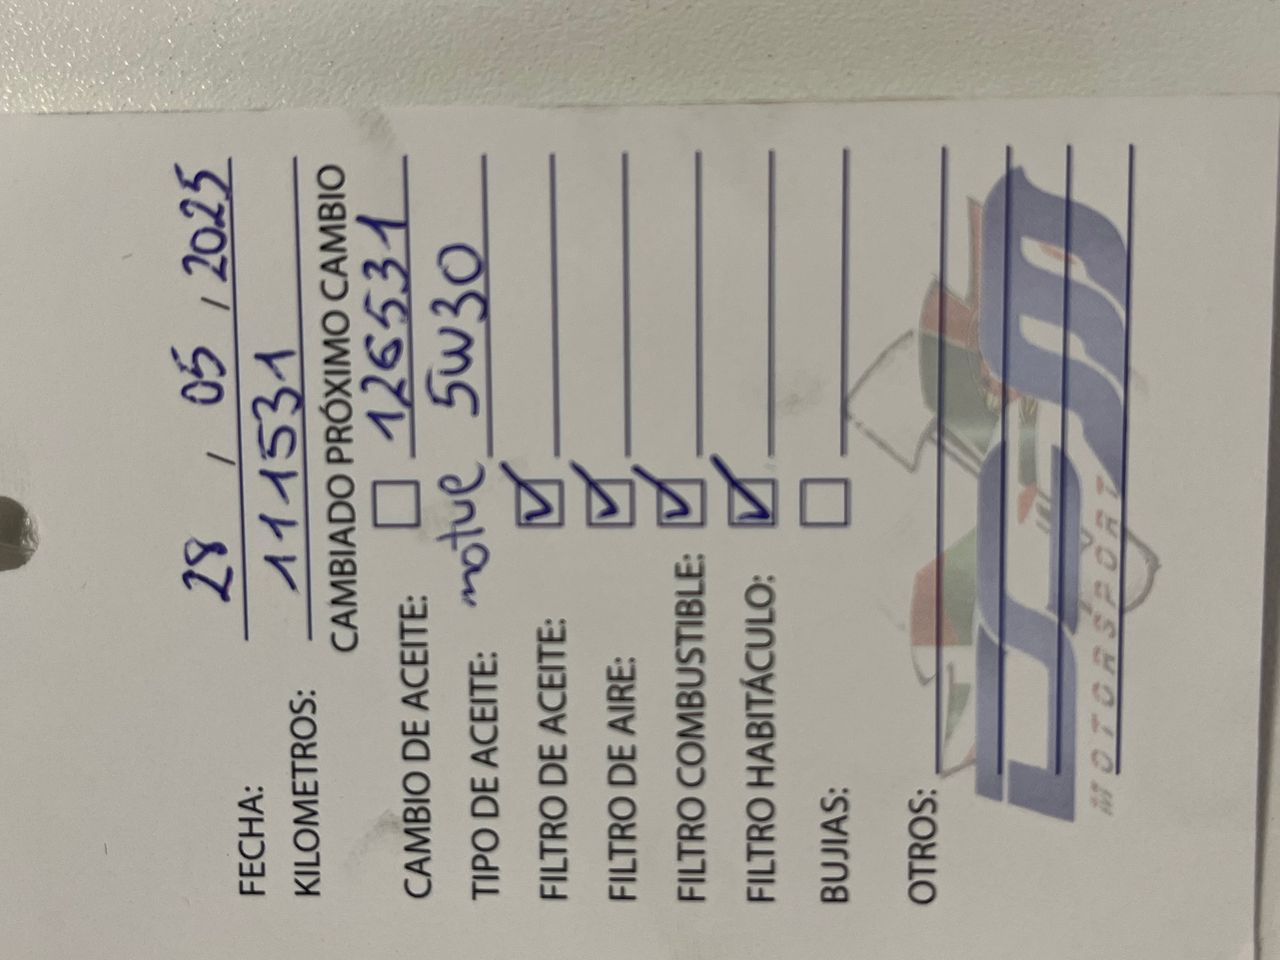 FECHA: 28 / 05 / 2025
KILOMETROS: 111531
CAMBIADO PRÓXIMO CAMBIO
CAMBIO DE ACEITE: 126531
TIPO DE ACEITE: motue 5W30
FILTRO DE ACEITE:
FILTRO DE AIRE:
FILTRO COMBUSTIBLE:
FILTRO HABITÁCULO:
BUJIAS:
OTROS:
MOTORSPORT